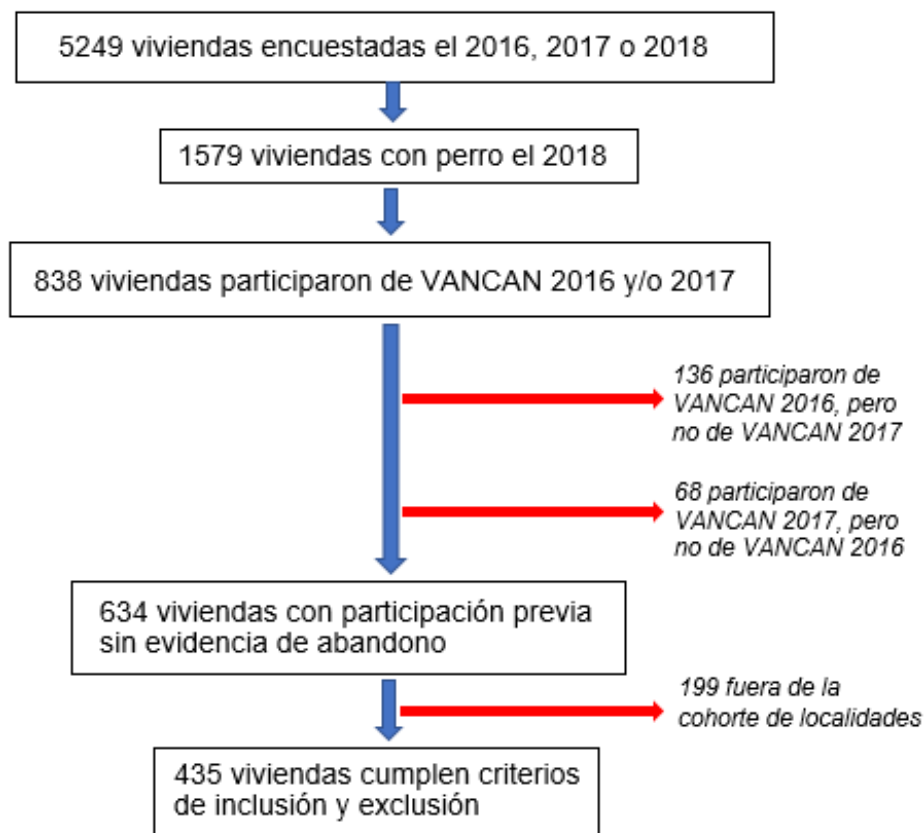 5249 viviendas encuestadas el 2016, 2017 o 2018
1579 viviendas con perro el 2018
838 viviendas participaron de VANCAN 2016 y/o 2017
136 participaron de
VANCAN 2016, pero
no de VANCAN 2017
68 participaron de
VANCAN 2017, pero
no de VANCAN 2016
634 viviendas con participación previa
sin evidencia de abandono
199 fuera de la
cohorte de localidades
435 viviendas cumplen criterios
de inclusión y exclusión